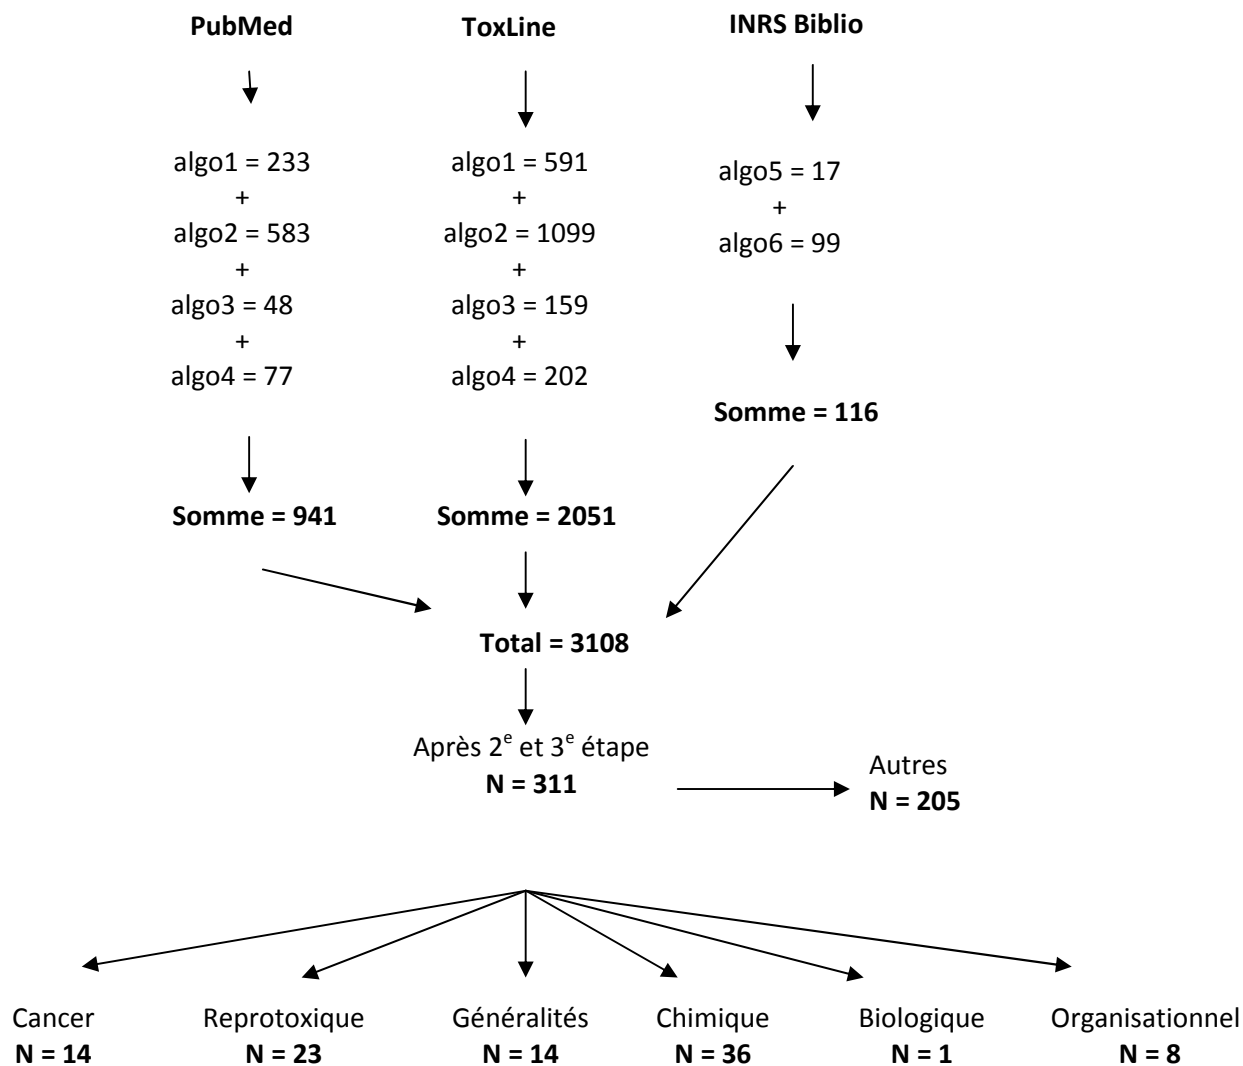 PubMed
algo1 = 233
+
algo2 = 583
+
algo3 = 48
+
algo4 = 77
Somme = 941
ToxLine
algo1 = 591
+
algo2 = 1099
+
algo3 = 159
+
algo4 = 202
Somme = 2051
INRS Biblio
algo5 = 17
+
algo6 = 99
Somme = 116
Total = 3108
Après 2e et 3e étape
N = 311
Autres
N = 205
Cancer
N = 14
Reprotoxique
N = 23
Généralités
N = 14
Chimique
N = 36
Biologique
N = 1
Organisationnel
N = 8